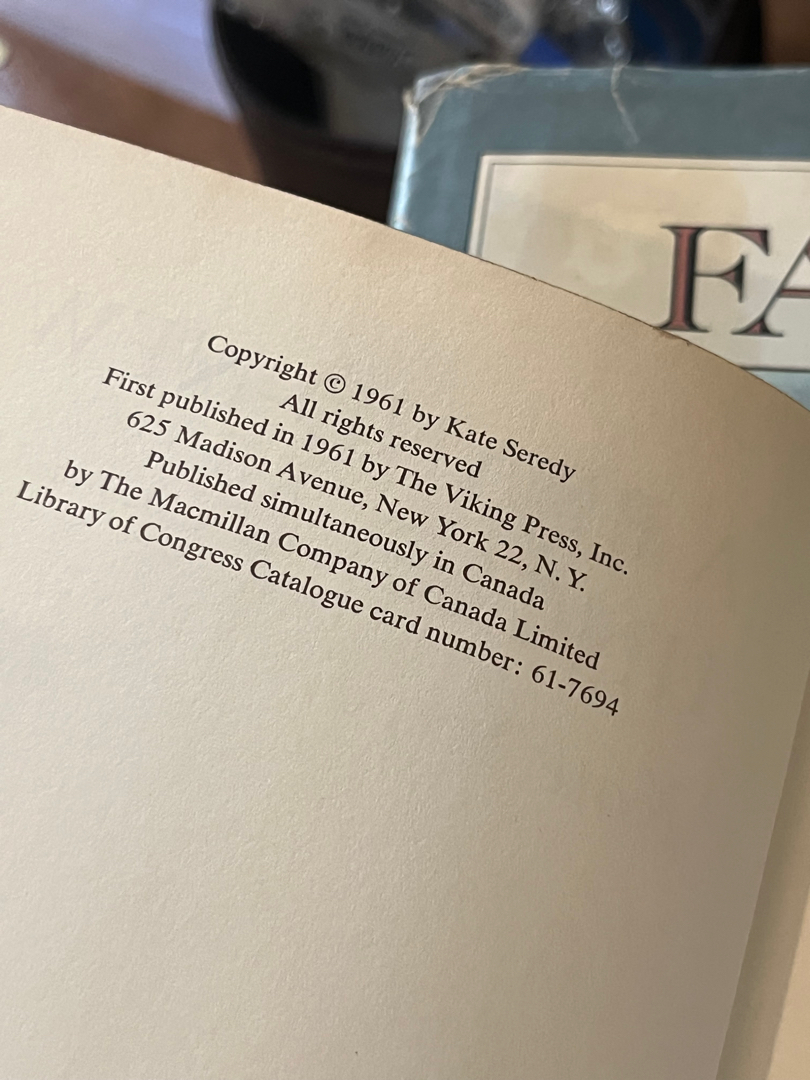 Copyright © 1961 by Kate Seredy
All rights reserved
First published in 1961 by The Viking Press, Inc.
625 Madison Avenue, New York 22, N. Y.
Published simultaneously in Canada
by The Macmillan Company of Canada Limited
Library of Congress Catalogue card number: 61-7694
FA